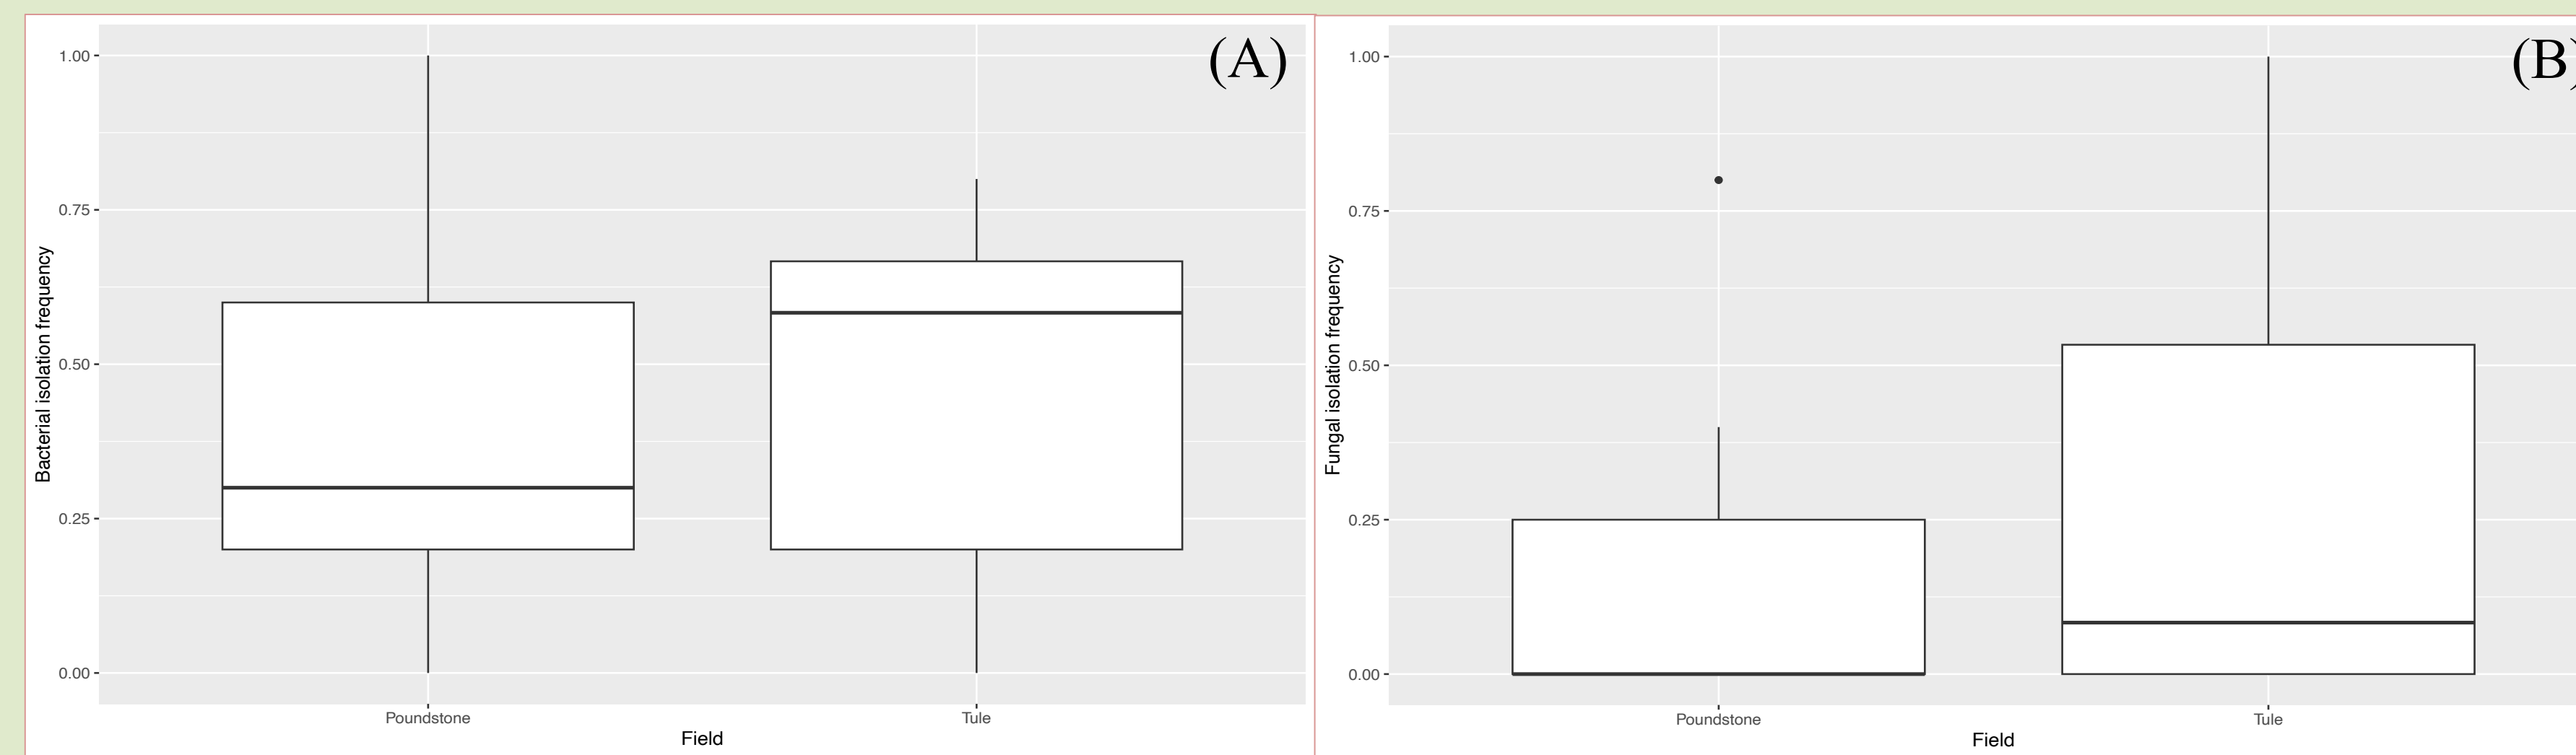 (A)
Bacterial isolation frequency
1.00
0.75
0.50
0.25
0.00
Poundstone Tule
Field
(B)
Fungal isolation frequency
1.00
0.75
0.50
0.25
0.00
Poundstone Tule
Field